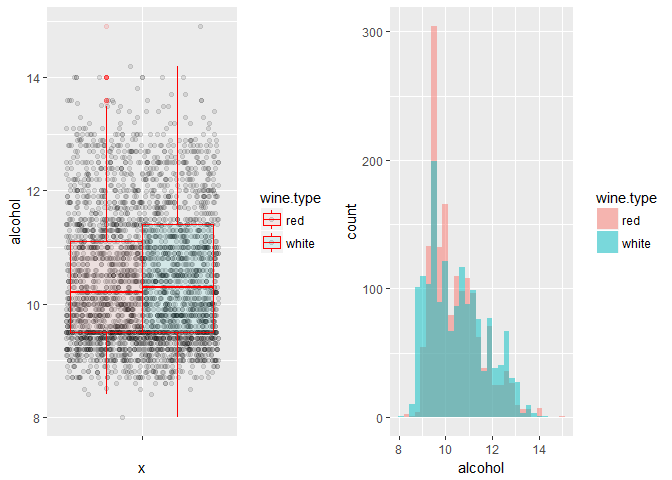 14
12
10
8
alcohol
x
wine.type
red
white
300
200
100
0
count
8
10
12
14
alcohol
wine.type
red
white